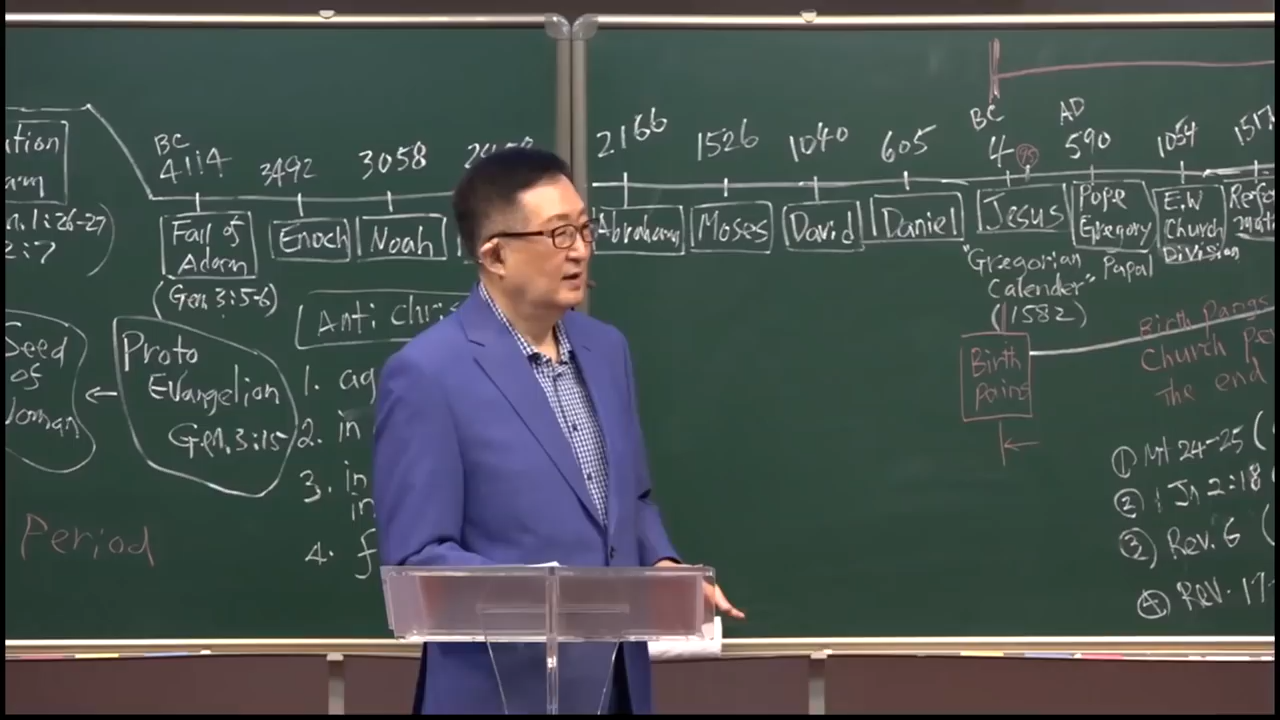 BC
4114
3492
3058
2166
1526
1040
605
BC
4
95
AD
590
1054
1517
Fall of
Adam
Enoch
Noah
Abraham
Moses
David
Daniel
Jesus
Pope
Gregory
Papal
E.W
Church
Division
"Gregorian
Calender"
(1582)
1:26-27
2:7
(Gen. 3:5-6)
Anti
Seed
of
Proto
Evangelion
Gen. 3:15
1.
2. in
3. in
in
4.
Period
Birth
pains
Birth Pangs
Church
The end
① Mt 24-25 (
② 1 Jn 2:18
③ Rev. 6 (
④ Rev. 17-